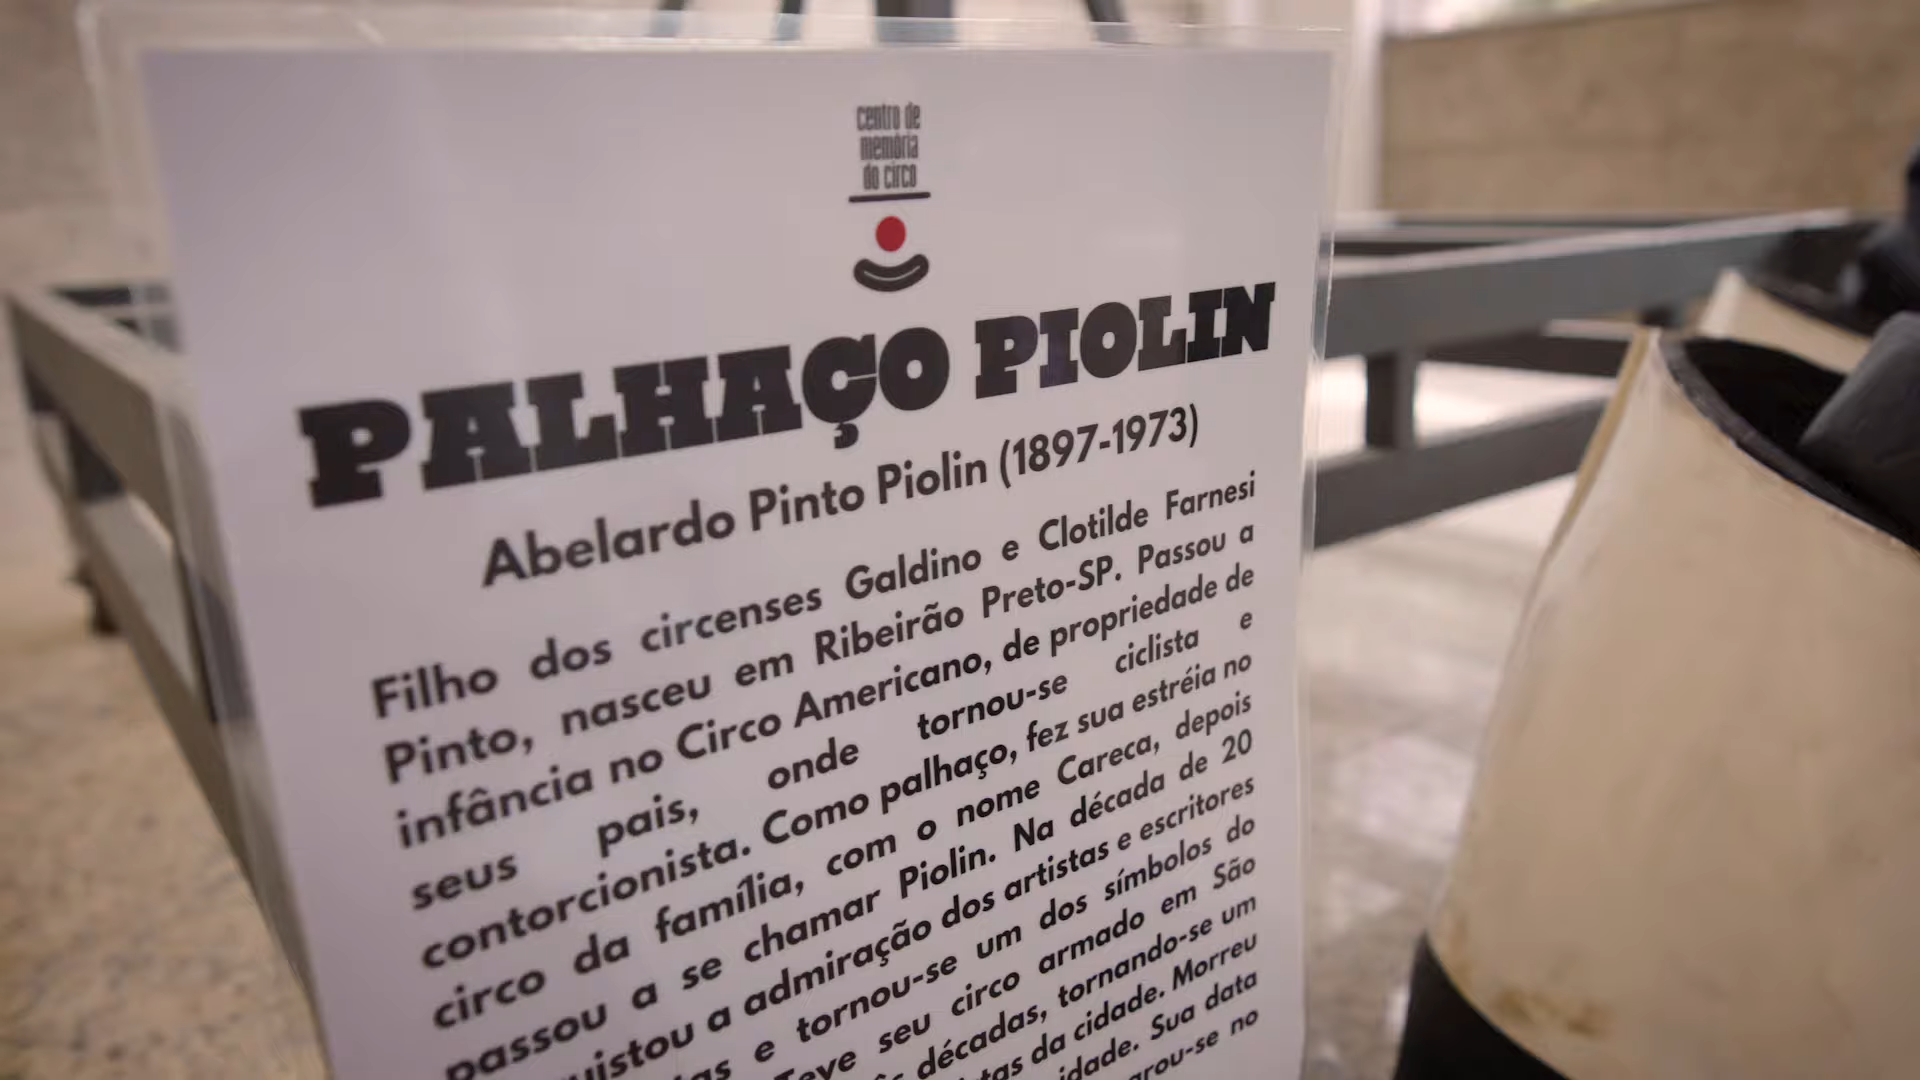 centro de
memória
do circo
PALHAÇO PIOLIN
Abelardo Pinto Piolin (1897-1973)
Filho dos circenses Galdino e Clotilde Farnesi
Pinto, nasceu em Ribeirão Preto-SP. Passou a
infância no Circo Americano, de propriedade de
seus pais, onde tornou-se ciclista e
contorcionista. Como palhaço, fez sua estréia no
circo da família, com o nome Careca, depois
passou a se chamar Piolin. Na década de 20
a admiração dos artistas e escritores
e tornou-se um dos símbolos do
seu circo armado em São
décadas, tornando-se um
da cidade. Morreu
Sua data
no